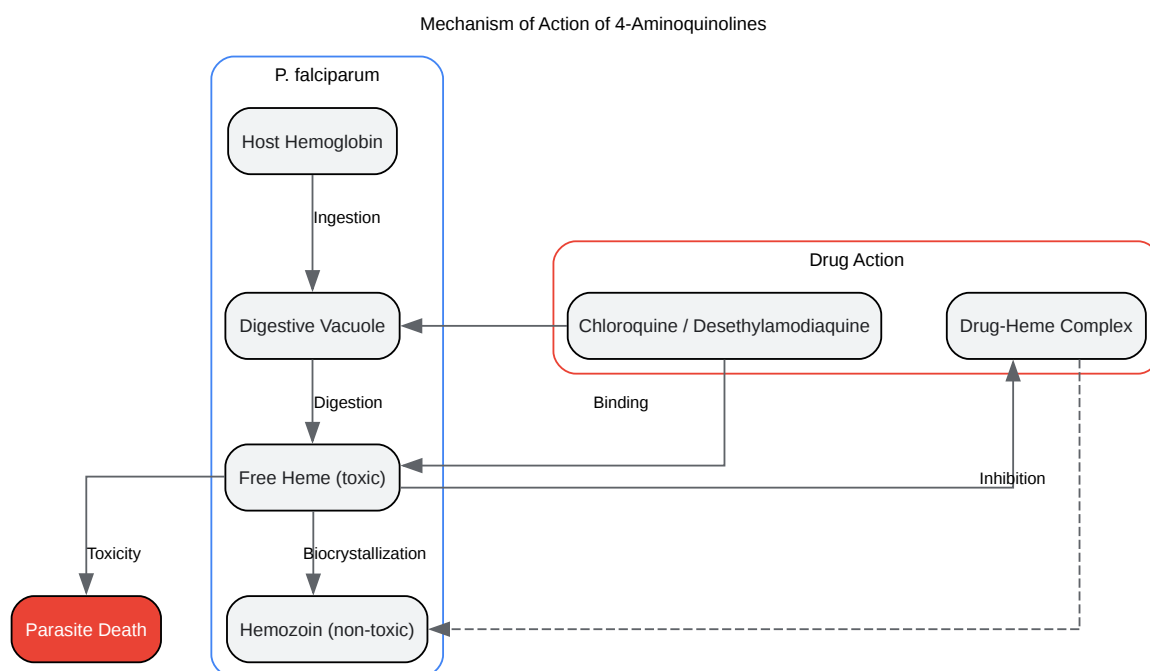 Mechanism of Action of 4-Aminoquinolines
P. falciparum
Host Hemoglobin
Ingestion
Drug Action
Digestive Vacuole
Chloroquine / Desethylamodiaquine
Drug-Heme Complex
Digestion
Binding
Free Heme (toxic)
Inhibition
Toxicity
Biocrystallization
Parasite Death
Hemozoin (non-toxic)